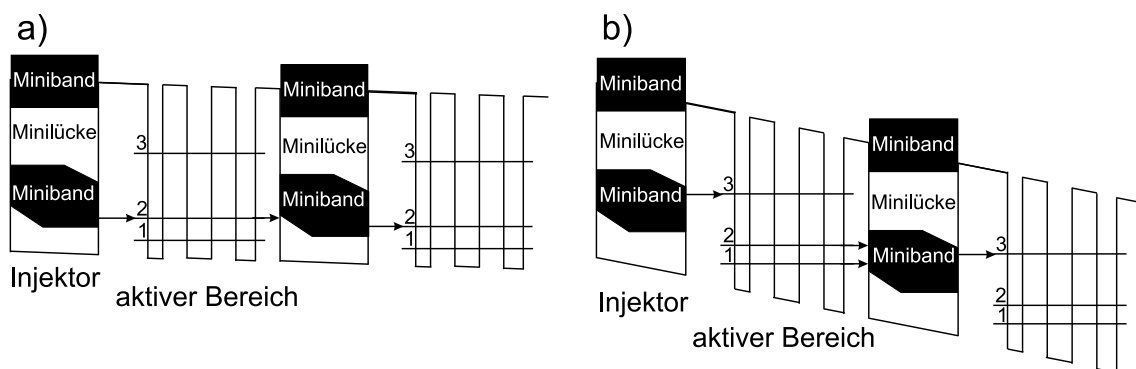 a)
Miniband
Minilücke
Miniband
Injektor
3
2
1
aktiver Bereich
Miniband
Minilücke
Miniband
3
2
1
b)
Miniband
Minilücke
Miniband
Injektor
3
2
1
aktiver Bereich
Miniband
Minilücke
Miniband
3
2
1